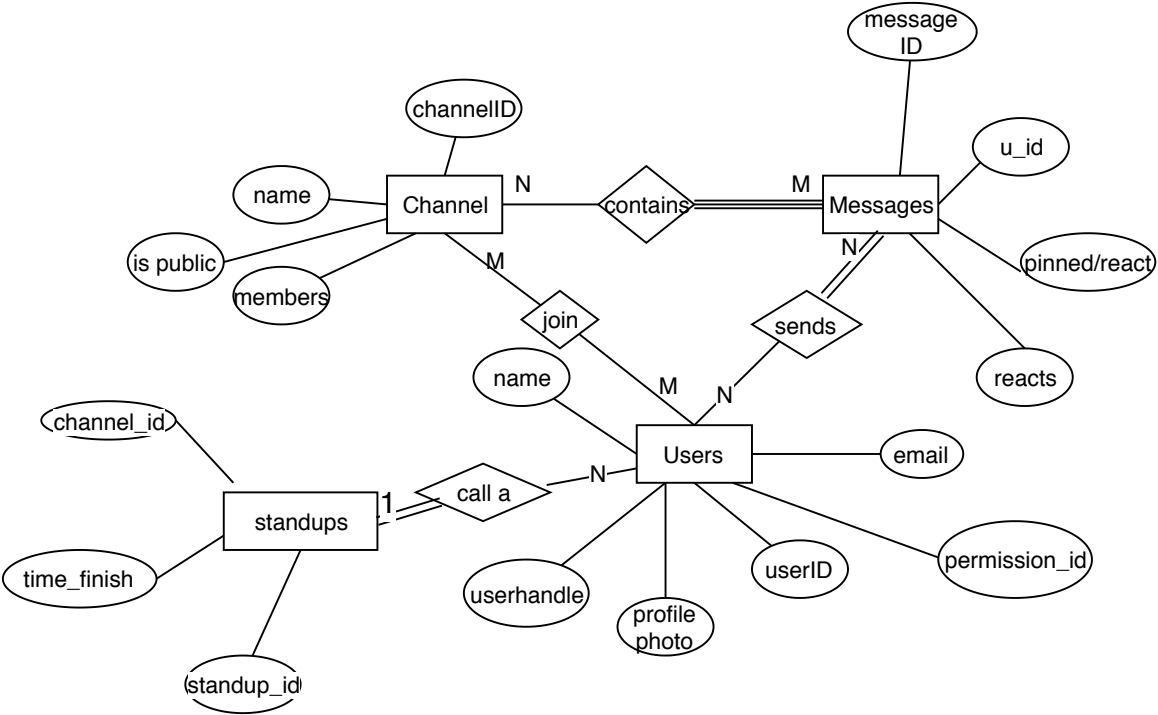 message
ID
channelID
u_id
name
N
M
Channel
contains
Messages
is public
M
N
pinned/react
members
join
sends
name
M
N
reacts
channel_id
Users
email
N
call a
1
standups
time_finish
userhandle
userID
permission_id
profile
photo
standup_id